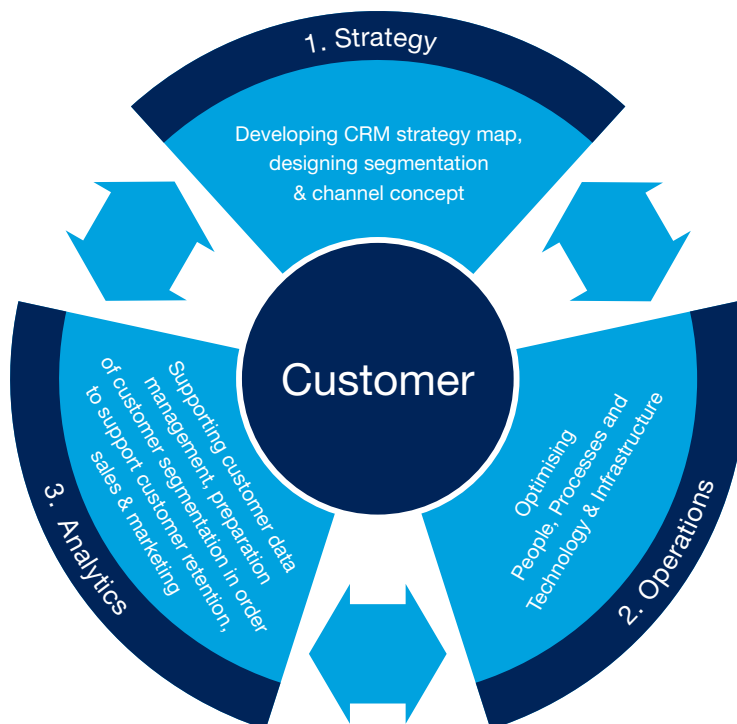 1. Strategy
Developing CRM strategy map,
designing segmentation
& channel concept
Customer
2. Operations
Optimising
People, Processes and
Technology & Infrastructure
3. Analytics
Supporting customer data
management, preparation
of customer segmentation in order
to support customer retention,
sales & marketing